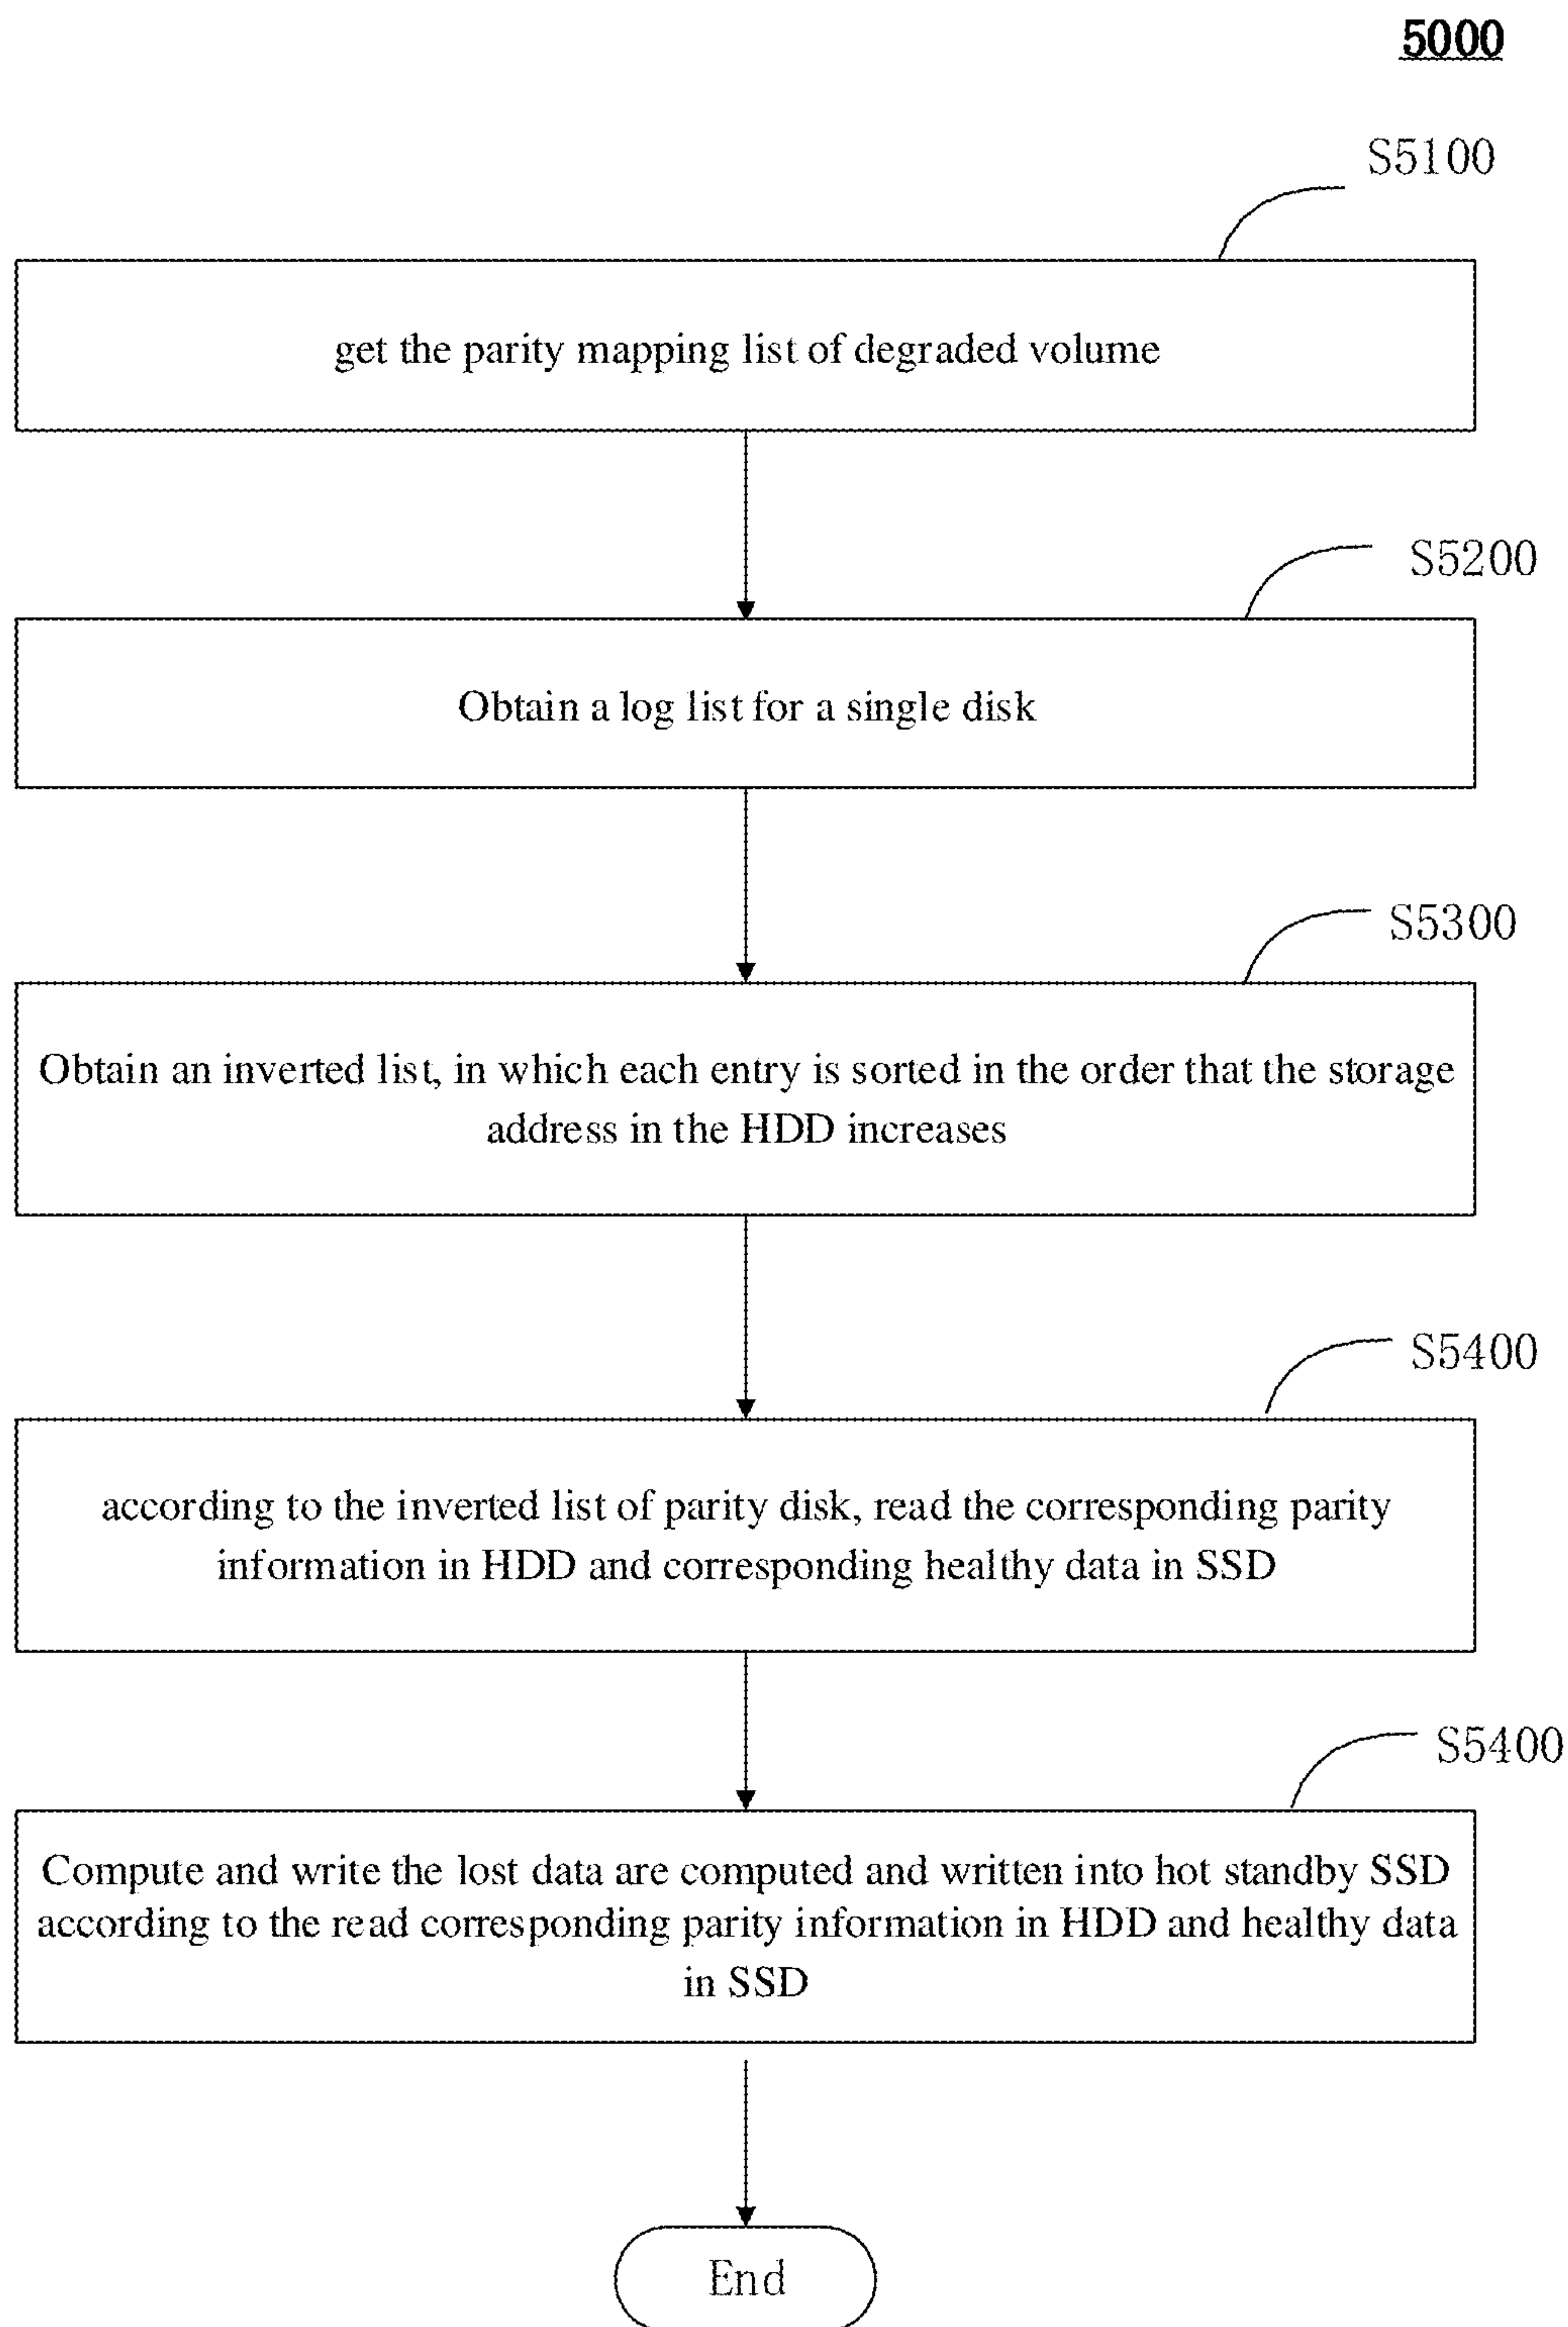 5000
S5100
get the parity mapping list of degraded volume
S5200
Obtain a log list for a single disk
S5300
Obtain an inverted list, in which each entry is sorted in the order that the storage
address in the HDD increases
S5400
according to the inverted list of parity disk, read the corresponding parity
information in HDD and corresponding healthy data in SSD
S5400
Compute and write the lost data are computed and written into hot standby SSD
according to the read corresponding parity information in HDD and healthy data
in SSD
End